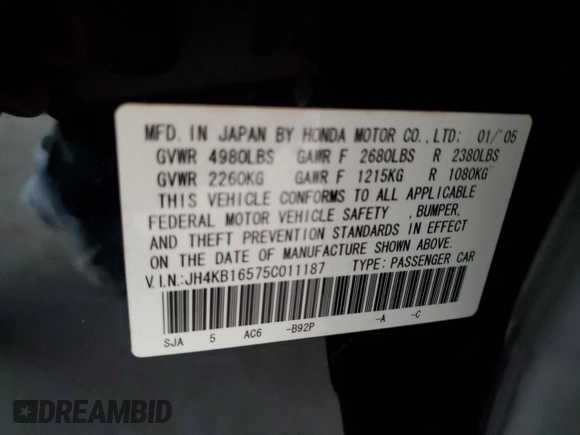 MFD. IN JAPAN BY HONDA MOTOR CO.,LTD: 01/'05
GVWR 4980LBS GAWR F 2680LBS R 2380LBS
GVWR 2260KG GAWR F 1215KG R 1080KG
THIS VEHICLE CONFORMS TO ALL APPLICABLE
FEDERAL MOTOR VEHICLE SAFETY , BUMPER,
AND THEFT PREVENTION STANDARDS IN EFFECT
ON THE DATE OF MANUFACTURE SHOWN ABOVE.
V.I.N.:JH4KB16575C011187 TYPE: PASSENGER CAR
SJA 5 AC6 -B92P -A -C
DREAMBID